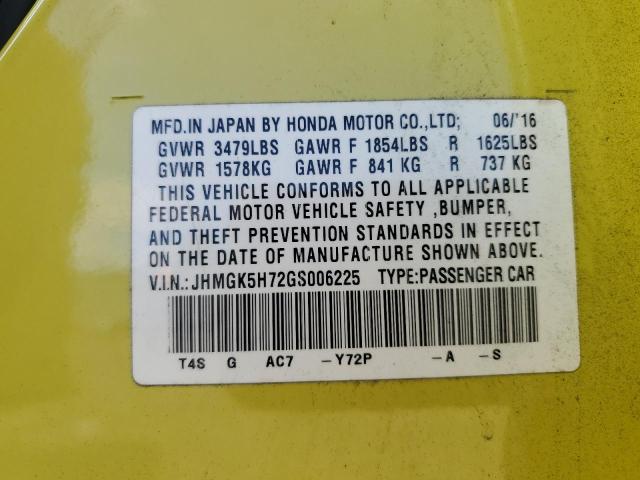 MFD.IN JAPAN BY HONDA MOTOR CO.,LTD; 06/'16
GVWR 3479LBS GAWR F 1854LBS R 1625LBS
GVWR 1578KG GAWR F 841 KG R 737 KG
THIS VEHICLE CONFORMS TO ALL APPLICABLE
FEDERAL MOTOR VEHICLE SAFETY ,BUMPER,
AND THEFT PREVENTION STANDARDS IN EFFECT
ON THE DATE OF MANUFACTURE SHOWN ABOVE.
V.I.N.:JHMGK5H72GS006225 TYPE:PASSENGER CAR
T4S G AC7 -Y72P -A -S